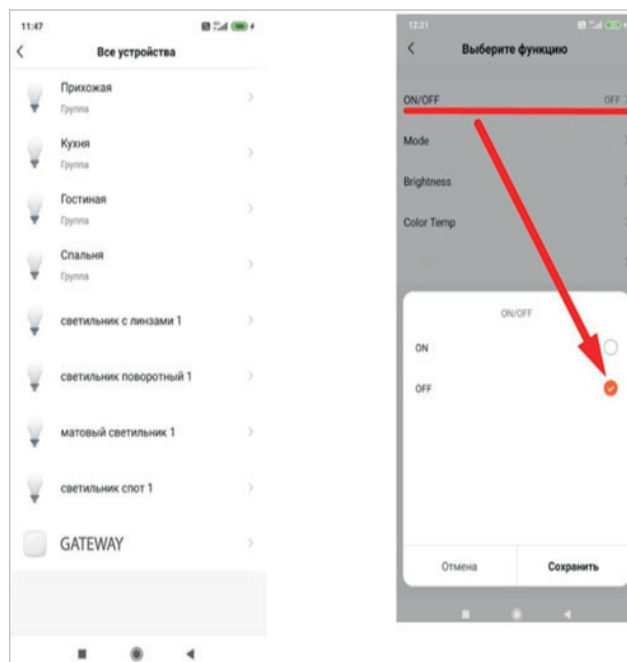 11:47
Все устройства
Прихожая
Группа
Кухня
Группа
Гостиная
Группа
Спальня
Группа
светильник с линзами 1
светильник поворотный 1
матовый светильник 1
светильник спот 1
GATEWAY
12:21
Выберите функцию
ON/OFF
OFF
Mode
Brightness
Color Temp
ON/OFF
ON
OFF
Отмена
Сохранить